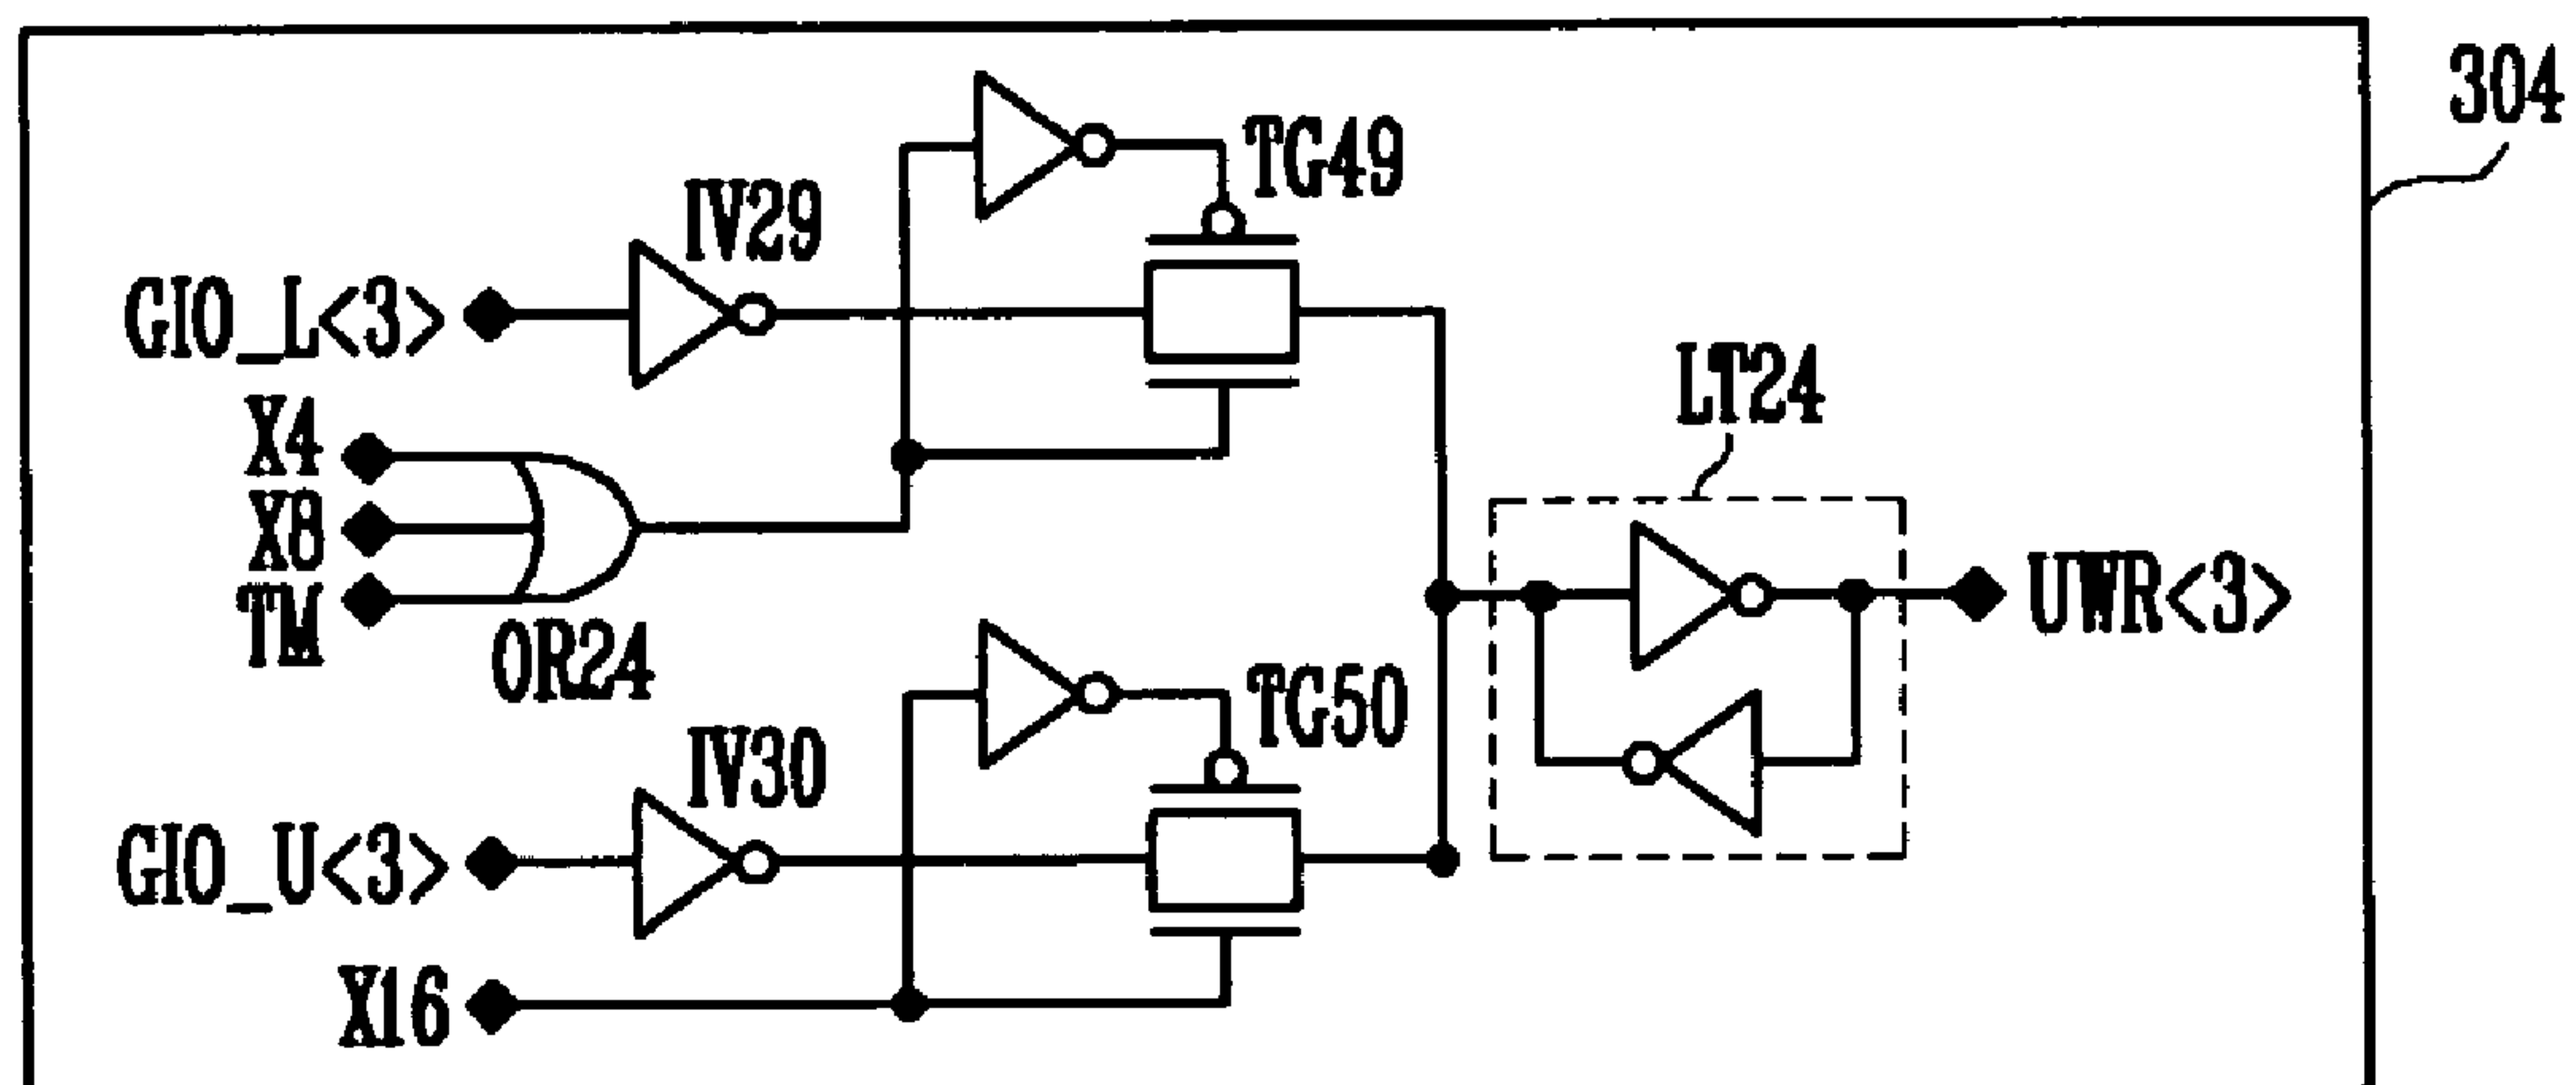 304
TG49
IV29
GIO_L<3>
X4
X8
TM
OR24
LT24
UWR<3>
TG50
IV30
GIO_U<3>
X16